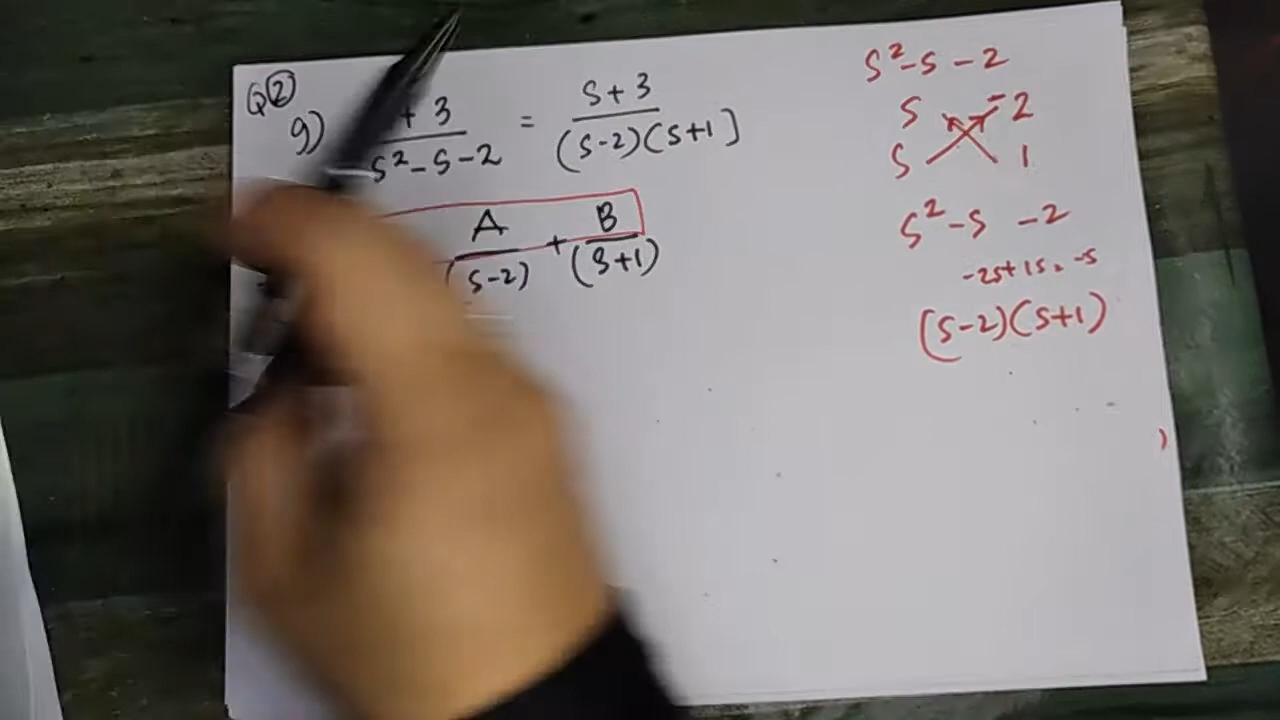 Q②
g) + 3 / s² - s - 2 = s + 3 / (s-2)(s+1]
A / (s-2) + B / (s+1)
s² - s - 2
s -2
s 1
s² - s - 2
-2s + 1s = -s
(s-2)(s+1)